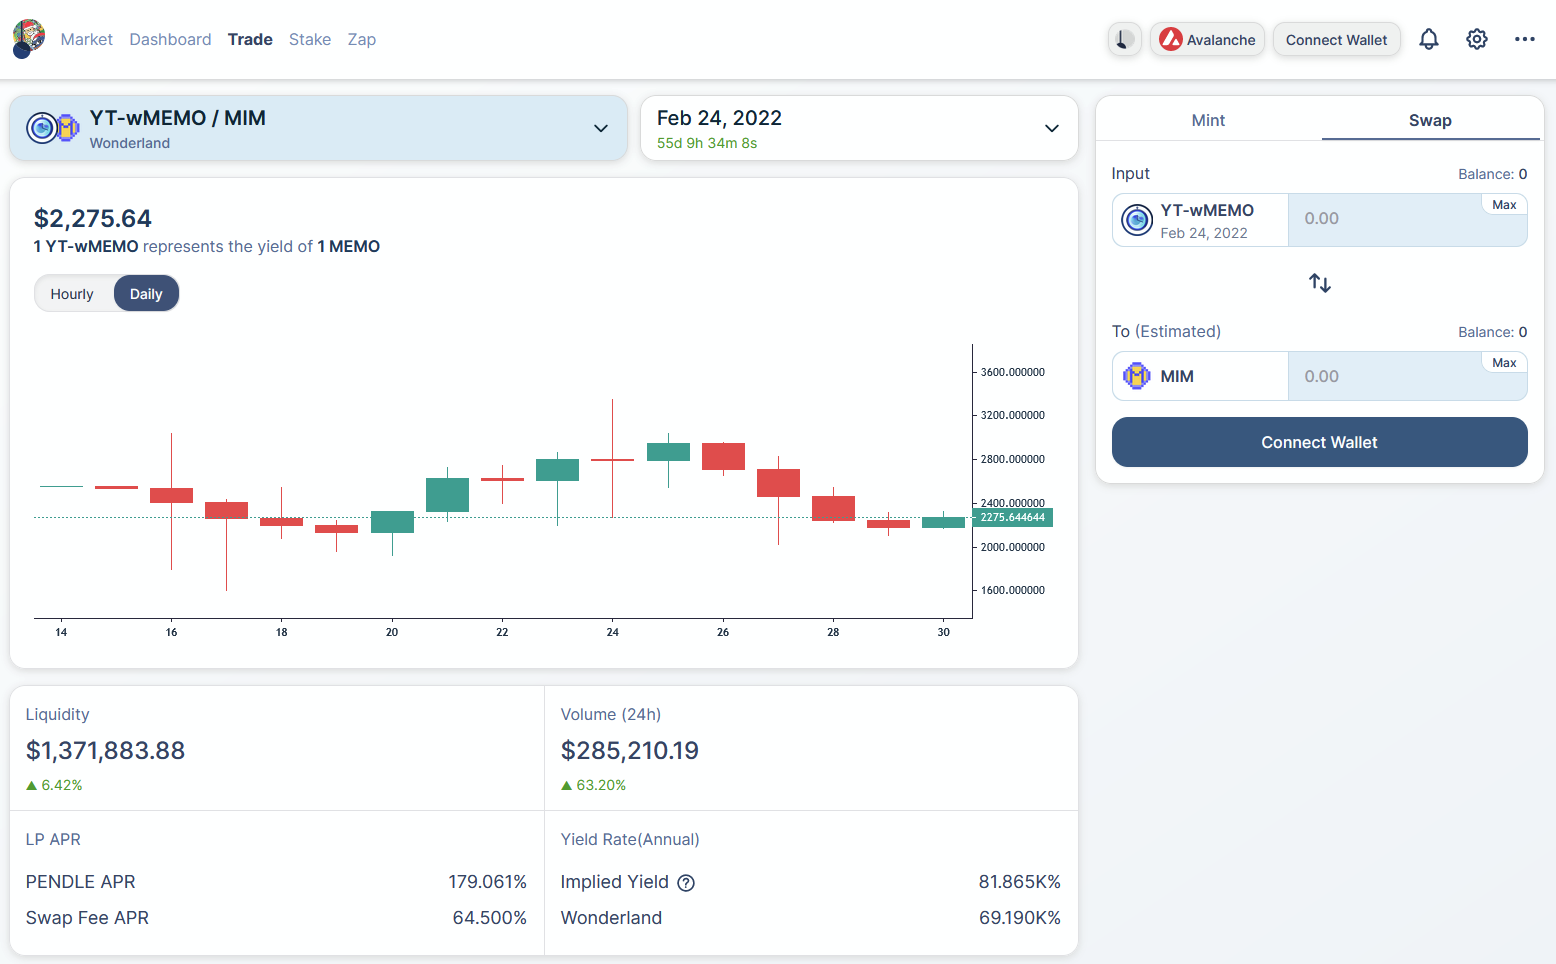 Market Dashboard Trade Stake Zap
Avalanche
Connect Wallet
YT-wMEMO / MIM
Wonderland
Feb 24, 2022
55d 9h 34m 8s
Mint
Swap
Input
Balance: 0
YT-wMEMO
Feb 24, 2022
0.00
Max
To (Estimated)
Balance: 0
MIM
0.00
Max
Connect Wallet
$2,275.64
1 YT-wMEMO represents the yield of 1 MEMO
Hourly
Daily
3600.000000
3200.000000
2800.000000
2400.000000
2275.644644
2000.000000
1600.000000
14 16 18 20 22 24 26 28 30
Liquidity
$1,371,883.88
▲ 6.42%
Volume (24h)
$285,210.19
▲ 63.20%
LP APR
PENDLE APR 179.061%
Swap Fee APR 64.500%
Yield Rate(Annual)
Implied Yield ? 81.865K%
Wonderland 69.190K%